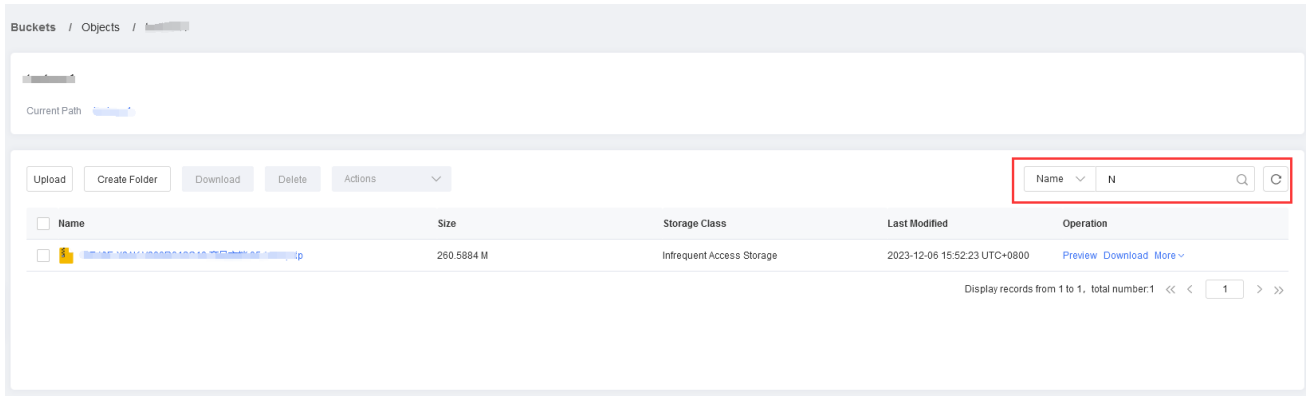 Buckets / Objects /
Current Path
Upload Create Folder Download Delete Actions Name N
Name Size Storage Class Last Modified Operation
260.5884 M Infrequent Access Storage 2023-12-06 15:52:23 UTC+0800 Preview Download More
Display records from 1 to 1, total number:1 1